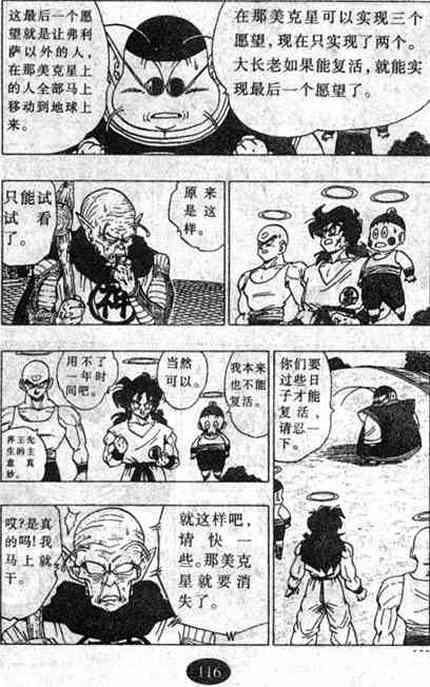 在那美克星可以实现三个
愿望,现在只实现了两个。
大长老如果能复活,就能实
现最后一个愿望了。
这最后一个愿
望就是让弗利
萨以外的人,
在那美克星上
的人全部马上
移动到地球上
来。
原来
是这
样。
只能试
试看
了。
神
你们要
过些日
子才能
复活,
请忍一
下。
我本来
也不能
复活。
当然
可以。
用不了
一年时
间吧。
界王先
生的主
意真
妙。
就这样吧,
请快一
些。那美克
星就要消
失了。
哎?是真
的吗!我
马上就
干。
116